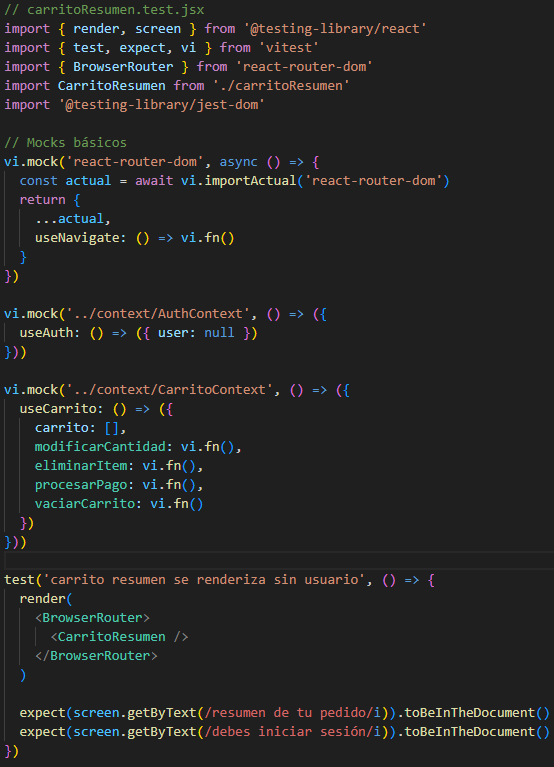 // carritoResumen.test.jsx
import { render, screen } from '@testing-library/react'
import { test, expect, vi } from 'vitest'
import { BrowserRouter } from 'react-router-dom'
import CarritoResumen from './carritoResumen'
import '@testing-library/jest-dom'

// Mocks básicos
vi.mock('react-router-dom', async () => {
  const actual = await vi.importActual('react-router-dom')
  return {
    ...actual,
    useNavigate: () => vi.fn()
  }
})

vi.mock('../context/AuthContext', () => ({
  useAuth: () => ({ user: null })
}))

vi.mock('../context/CarritoContext', () => ({
  useCarrito: () => ({
    carrito: [],
    modificarCantidad: vi.fn(),
    eliminarItem: vi.fn(),
    procesarPago: vi.fn(),
    vaciarCarrito: vi.fn()
  })
}))

test('carrito resumen se renderiza sin usuario', () => {
  render(
    <BrowserRouter>
      <CarritoResumen />
    </BrowserRouter>
  )

  expect(screen.getByText(/resumen de tu pedido/i)).toBeInTheDocument()
  expect(screen.getByText(/debes iniciar sesión/i)).toBeInTheDocument()
})